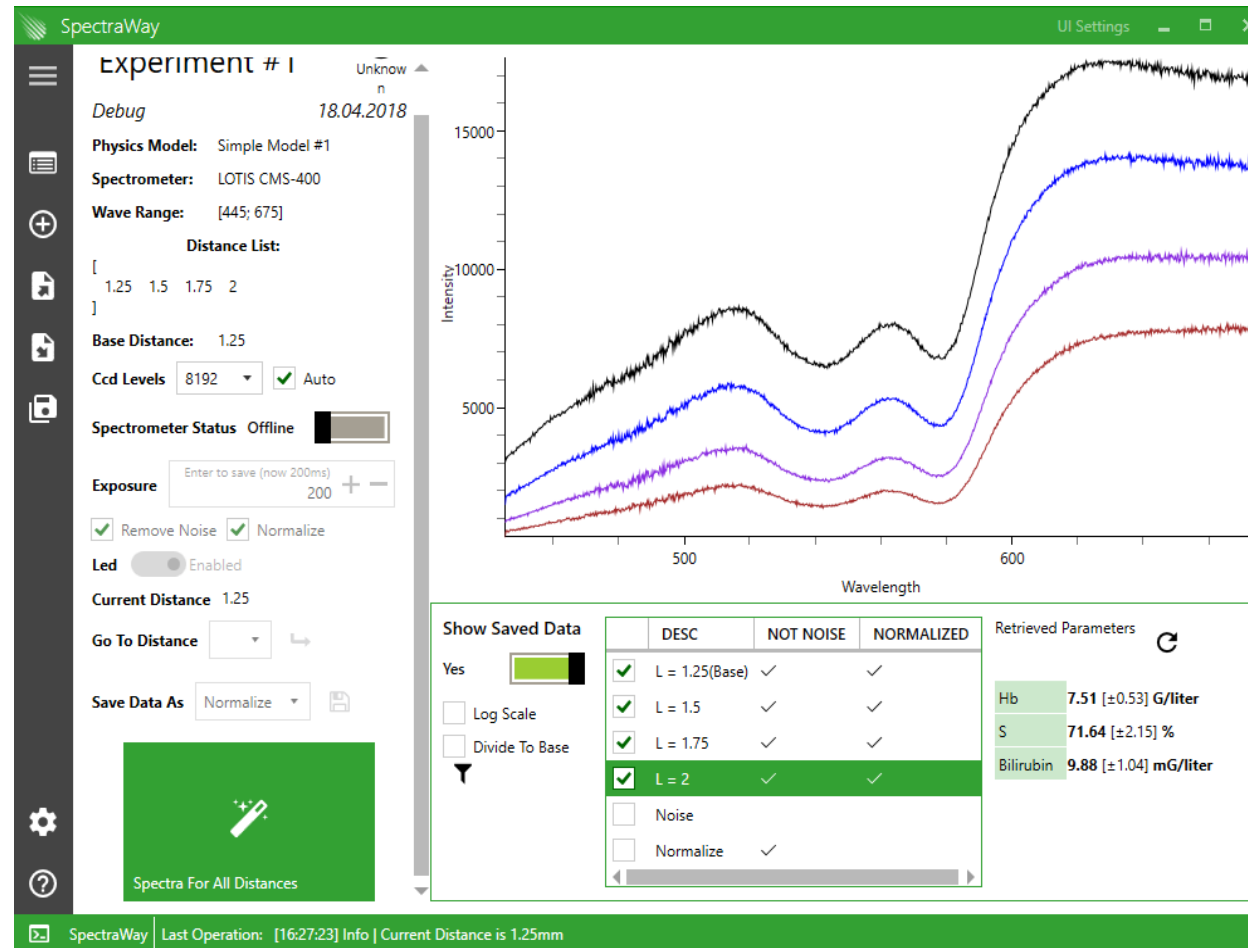 SpectraWay
UI Settings
Experiment #1
Unknow
n
Debug
18.04.2018
Physics Model: Simple Model #1
Spectrometer: LOTIS CMS-400
Wave Range: [445; 675]
Distance List:
[
1.25 1.5 1.75 2
]
Base Distance: 1.25
Ccd Levels 8192 Auto
Spectrometer Status Offline
Enter to save (now 200ms)
Exposure 200
Remove Noise Normalize
Led Enabled
Current Distance 1.25
Go To Distance
Save Data As Normalize
Spectra For All Distances
15000
10000
5000
Intensity
500
600
Wavelength
Show Saved Data
Yes
Log Scale
Divide To Base
DESC NOT NOISE NORMALIZED
L = 1.25(Base)
L = 1.5
L = 1.75
L = 2
Noise
Normalize
Retrieved Parameters
Hb 7.51 [±0.53] G/liter
S 71.64 [±2.15] %
Bilirubin 9.88 [±1.04] mG/liter
SpectraWay Last Operation: [16:27:23] Info | Current Distance is 1.25mm